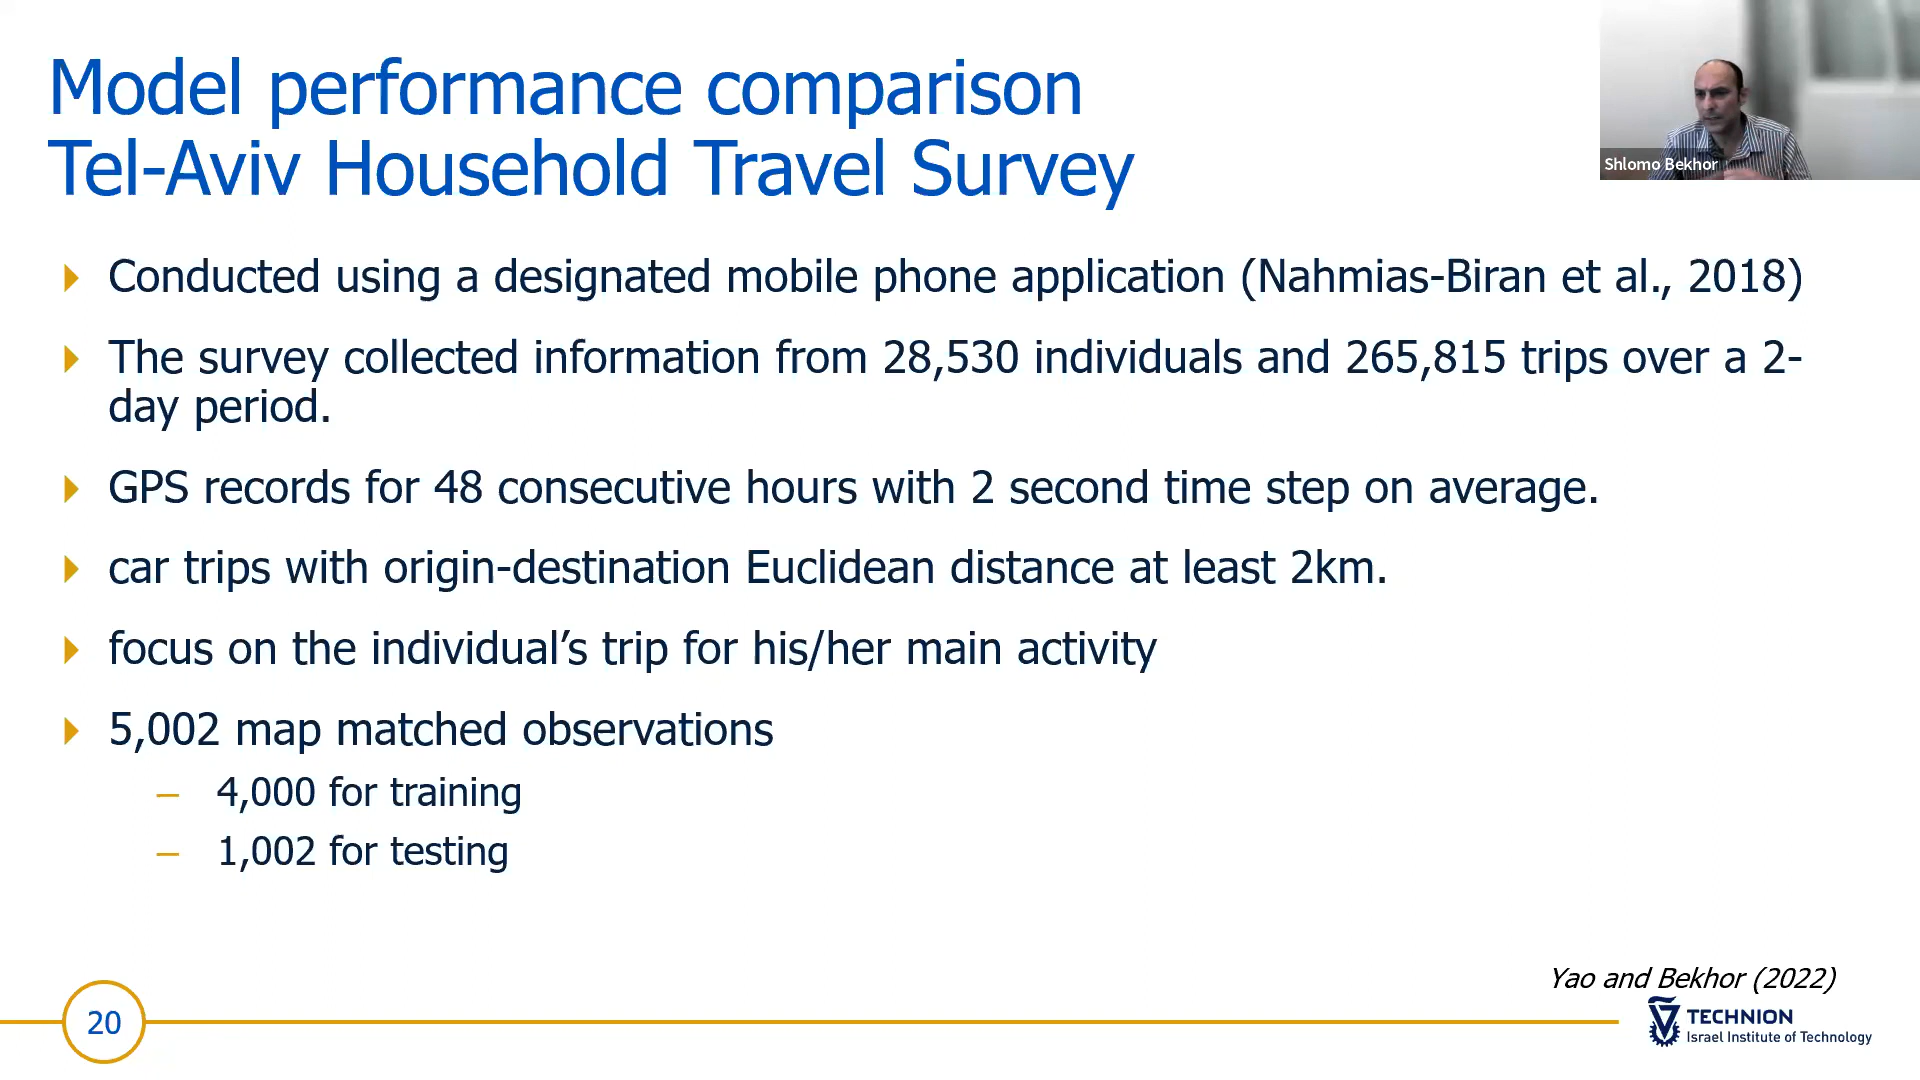 Model performance comparison
Tel-Aviv Household Travel Survey
Shlomo Bekhor
Conducted using a designated mobile phone application (Nahmias-Biran et al., 2018)
The survey collected information from 28,530 individuals and 265,815 trips over a 2-
day period.
GPS records for 48 consecutive hours with 2 second time step on average.
car trips with origin-destination Euclidean distance at least 2km.
focus on the individual’s trip for his/her main activity
5,002 map matched observations
– 4,000 for training
– 1,002 for testing
Yao and Bekhor (2022)
20
TECHNION
Israel Institute of Technology